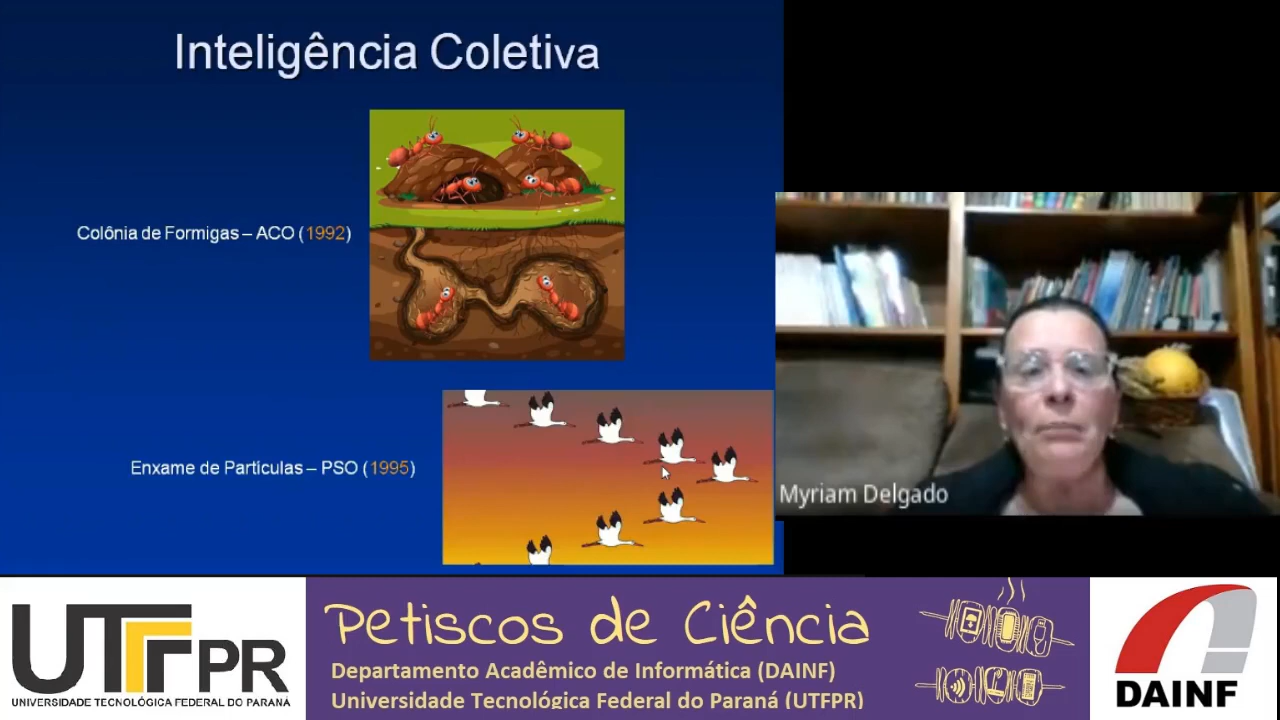 Inteligência Coletiva
Colônia de Formigas – ACO (1992)
Enxame de Partículas – PSO (1995)
Myriam Delgado
UTFPR
UNIVERSIDADE TECNOLÓGICA FEDERAL DO PARANÁ
Petiscos de Ciência
Departamento Acadêmico de Informática (DAINF)
Universidade Tecnológica Federal do Paraná (UTFPR)
DAINF